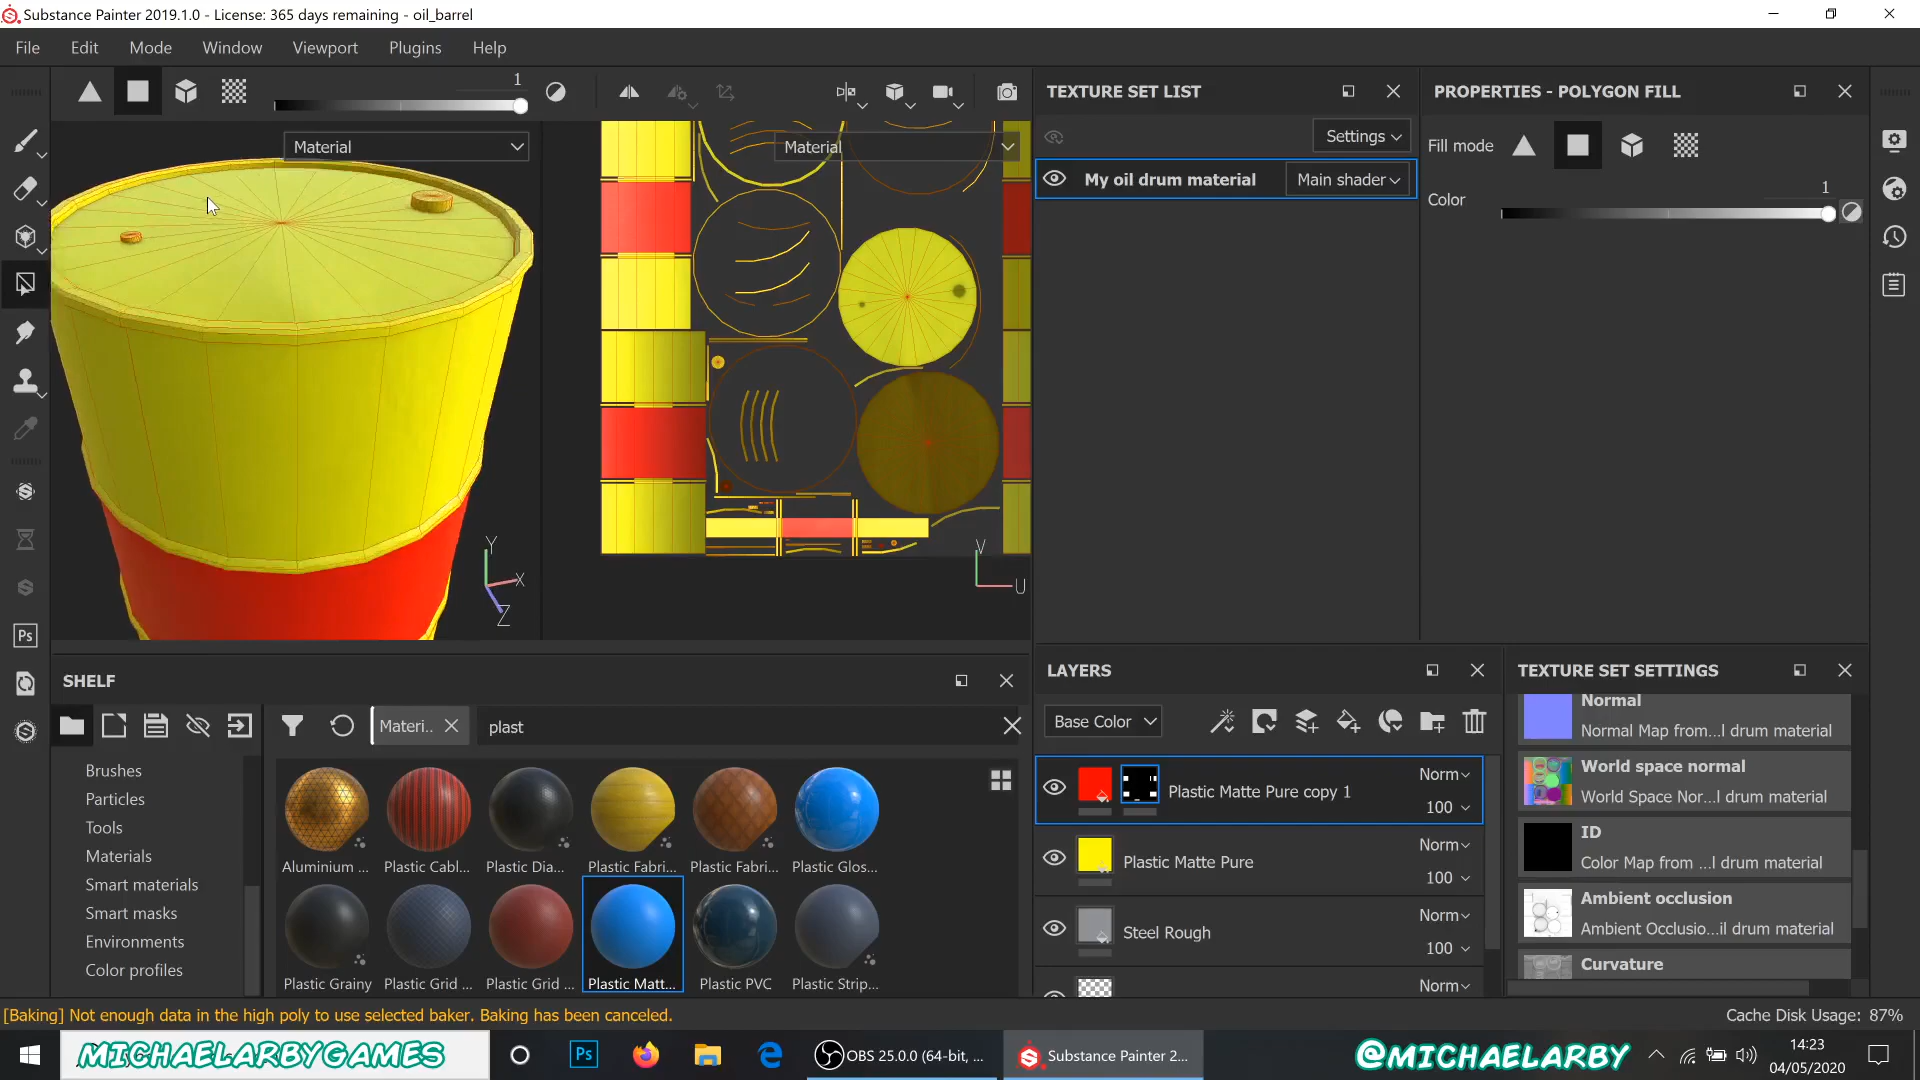 Substance Painter 2019.1.0 - License: 365 days remaining - oil_barrel
File Edit Mode Window Viewport Plugins Help
1
Material
Material
Y
X
Z
V
U
TEXTURE SET LIST
Settings
My oil drum material
Main shader
PROPERTIES - POLYGON FILL
Fill mode
1
Color
Ps
SHELF
Materi..
plast
Brushes
Particles
Tools
Materials
Smart materials
Smart masks
Environments
Color profiles
Aluminium ...
Plastic Cabl...
Plastic Dia...
Plastic Fabri...
Plastic Fabri...
Plastic Glos...
Plastic Grainy
Plastic Grid ...
Plastic Grid ...
Plastic Matt...
Plastic PVC
Plastic Strip...
LAYERS
Base Color
Norm
Plastic Matte Pure copy 1
100
Norm
Plastic Matte Pure
100
Norm
Steel Rough
100
Norm
TEXTURE SET SETTINGS
Normal
Normal Map from...l drum material
World space normal
World Space Nor...l drum material
ID
Color Map from ...l drum material
Ambient occlusion
Ambient Occlusio...il drum material
Curvature
[Baking] Not enough data in the high poly to use selected baker. Baking has been canceled.
Cache Disk Usage: 87%
MICHAELARBYGAMES
Ps
OBS 25.0.0 (64-bit, ...
Substance Painter 2...
@MICHAELARBY
14:23
04/05/2020